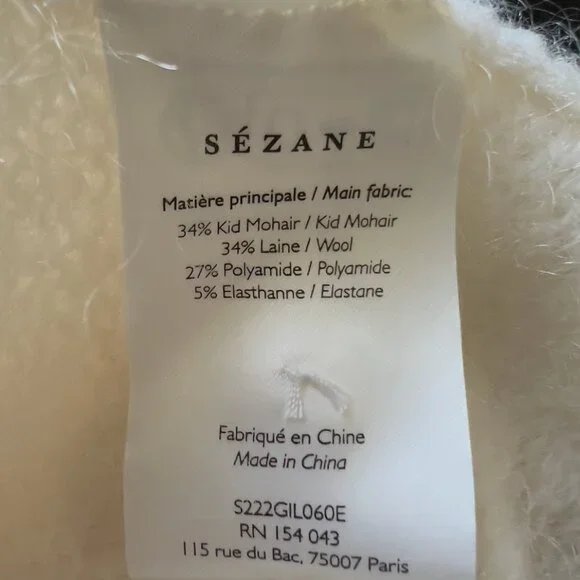 SÉZANE
Matière principale / Main fabric:
34% Kid Mohair / Kid Mohair
34% Laine / Wool
27% Polyamide / Polyamide
5% Elasthanne / Elastane
Fabriqué en Chine
Made in China
S222GIL060E
RN 154 043
115 rue du Bac, 75007 Paris